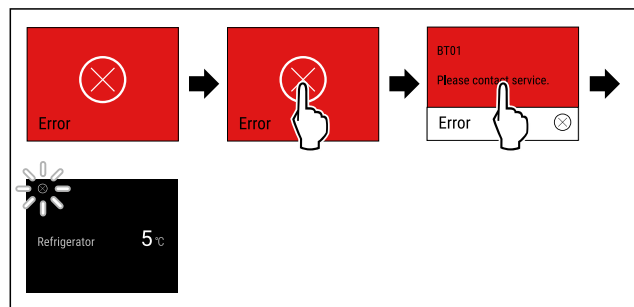 Error
Error
BT01
Please contact service.
Error
Refrigerator 5 °C